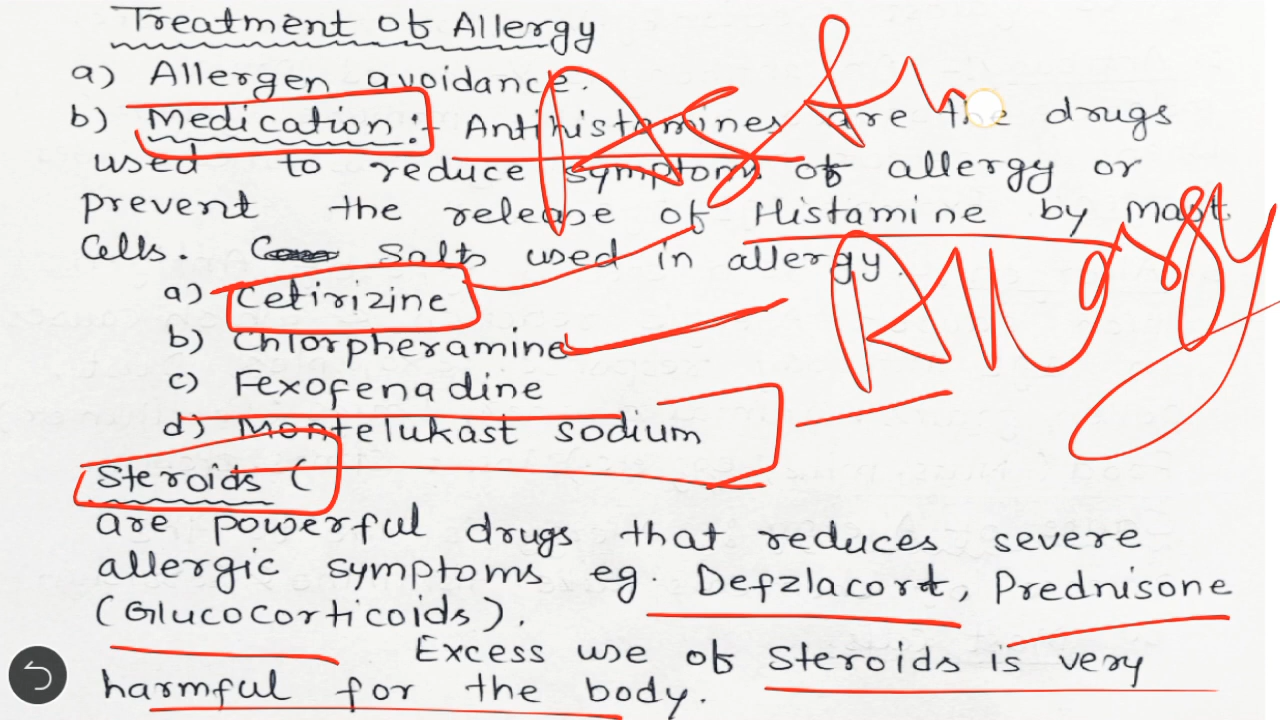 Treatment of Allergy
a) Allergen avoidance.
b) Medication :- Antihistamines are the drugs
used to reduce symptoms of allergy or
prevent the release of Histamine by Mast
Cells. Salts used in allergy.
a) Cetirizine
b) Chlorpheramine
c) Fexofenadine
d) Montelukast sodium
Steroids (
are powerful drugs that reduces severe
allergic symptoms eg. Defzlacort, Prednisone
(Glucocorticoids).
Excess use of Steroids is very
harmful for the body.
Allergy